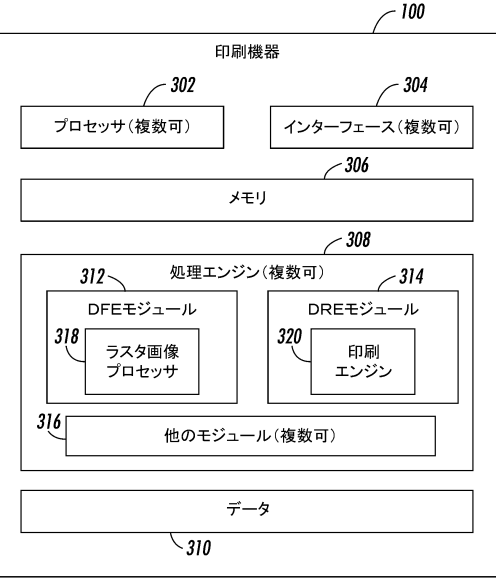 100
印刷機器
302
プロセッサ(複数可)
304
インターフェース(複数可)
306
メモリ
308
処理エンジン(複数可)
312
DFEモジュール
318
ラスタ画像
プロセッサ
314
DREモジュール
320
印刷
エンジン
316
他のモジュール(複数可)
データ
310